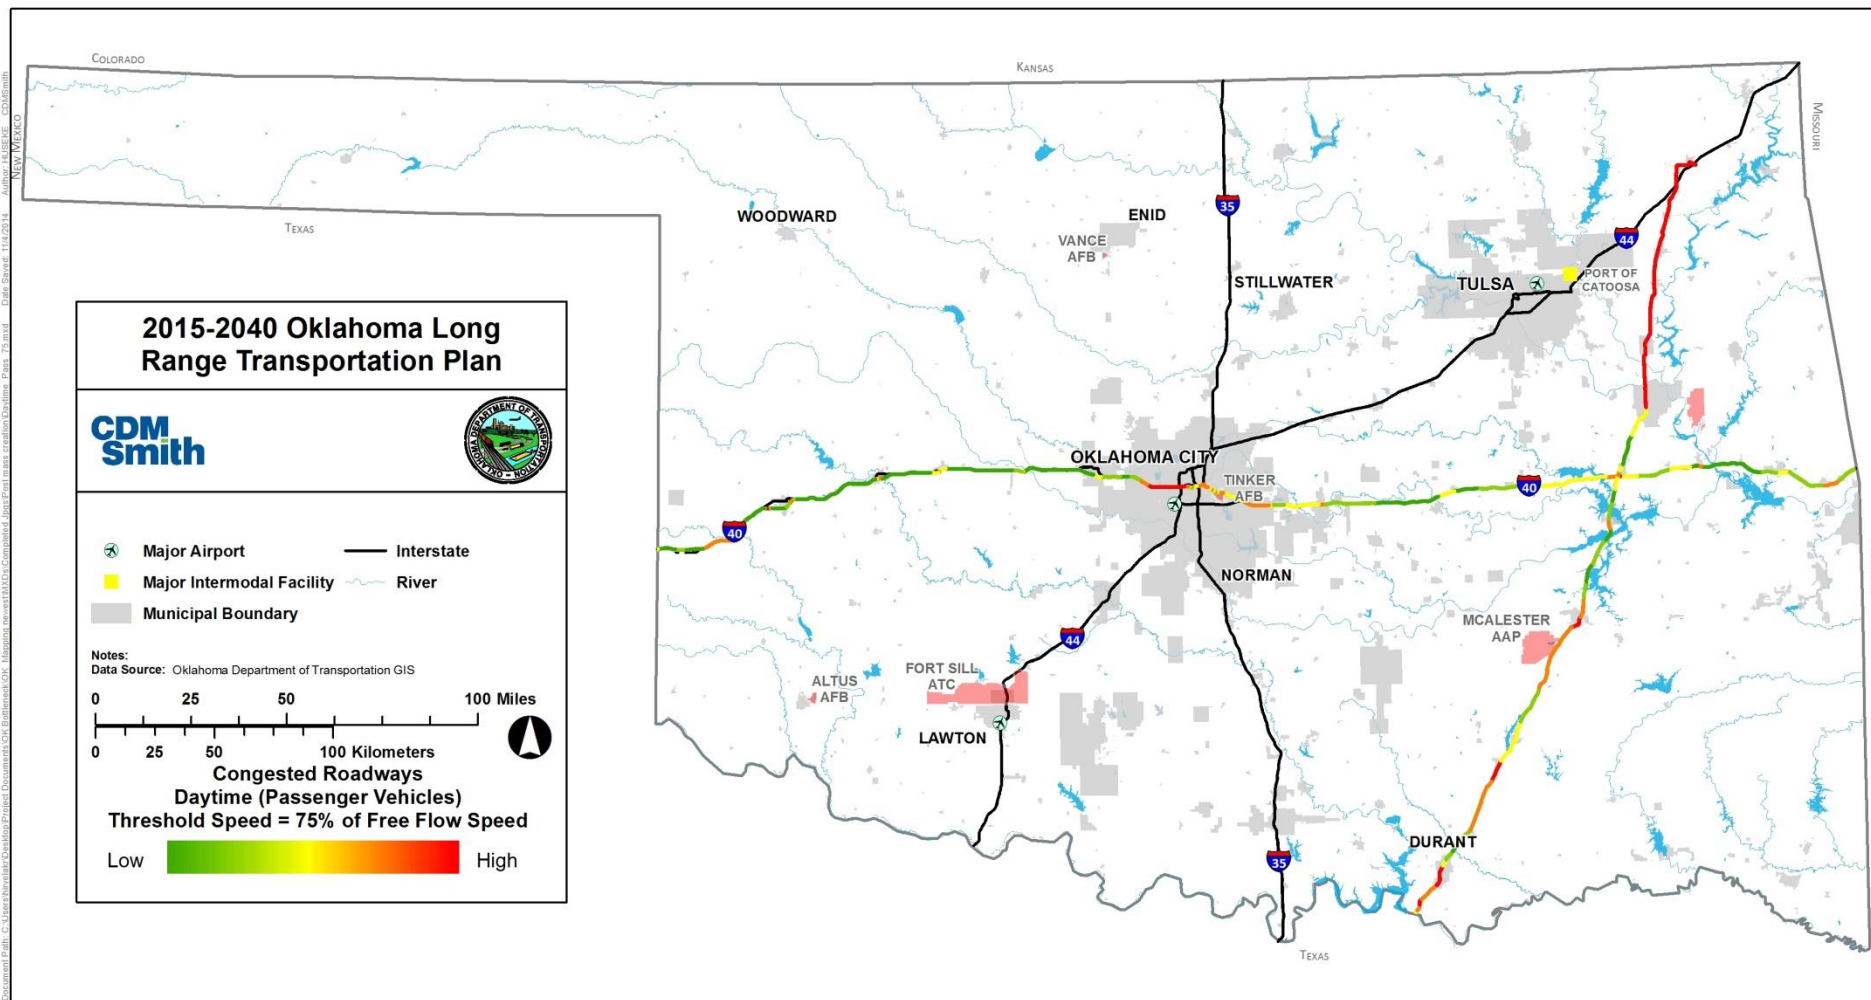 COLORADO
KANSAS
NEW MEXICO
MISSOURI
TEXAS
WOODWARD
ENID
VANCE
AFB
35
44
STILLWATER
TULSA
PORT OF
CATOOSA
2015-2040 Oklahoma Long
Range Transportation Plan
CDM
Smith
OKLAHOMA DEPARTMENT OF TRANSPORTATION
OKLAHOMA CITY
TINKER
AFB
40
40
Major Airport
Interstate
Major Intermodal Facility
River
Municipal Boundary
NORMAN
MCALESTER
AAP
44
FORT SILL
ATC
ALTUS
AFB
LAWTON
Notes:
Data Source: Oklahoma Department of Transportation GIS
0 25 50 100 Miles
0 25 50 100 Kilometers
Congested Roadways
Daytime (Passenger Vehicles)
Threshold Speed = 75% of Free Flow Speed
Low High
DURANT
35
TEXAS